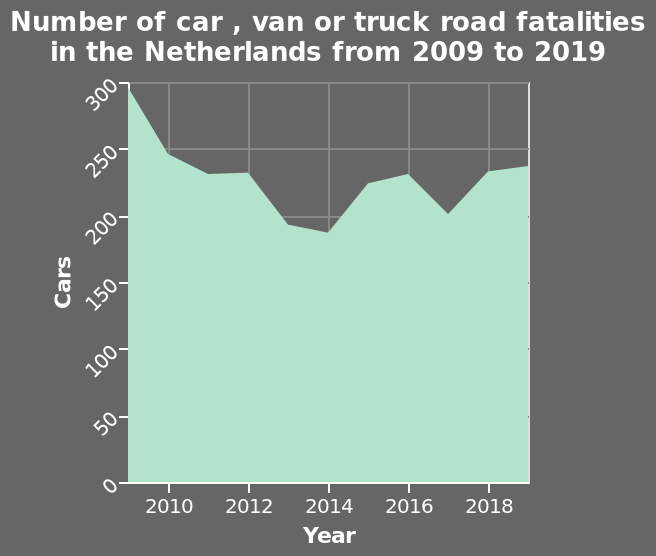 Number of car , van or truck road fatalities
in the Netherlands from 2009 to 2019
300
250
200
150
100
50
0
Cars
2010 2012 2014 2016 2018
Year